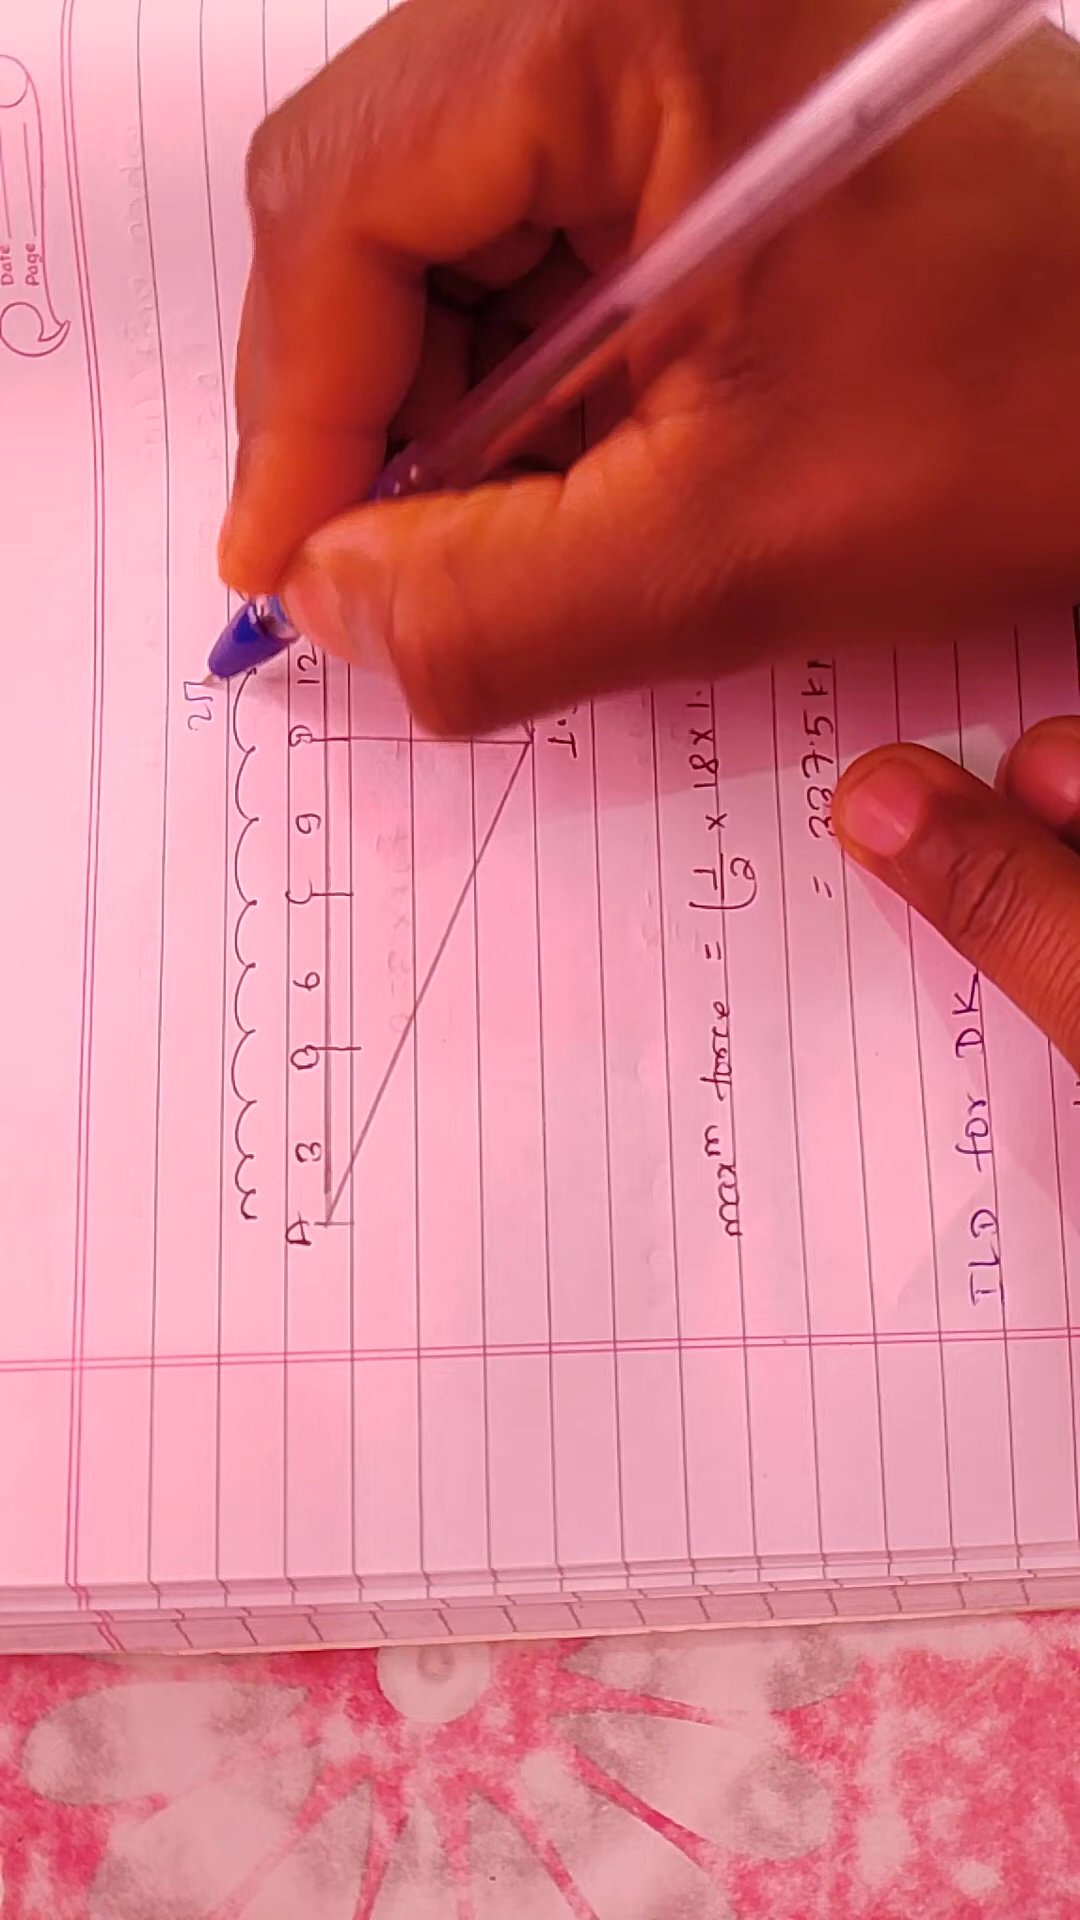 Date
Page
25
A 3 B 6 C 9 D 12
1.
maxᵐ force = (1/2 × 18 × 1.
= 337.5 k
ILD for DK